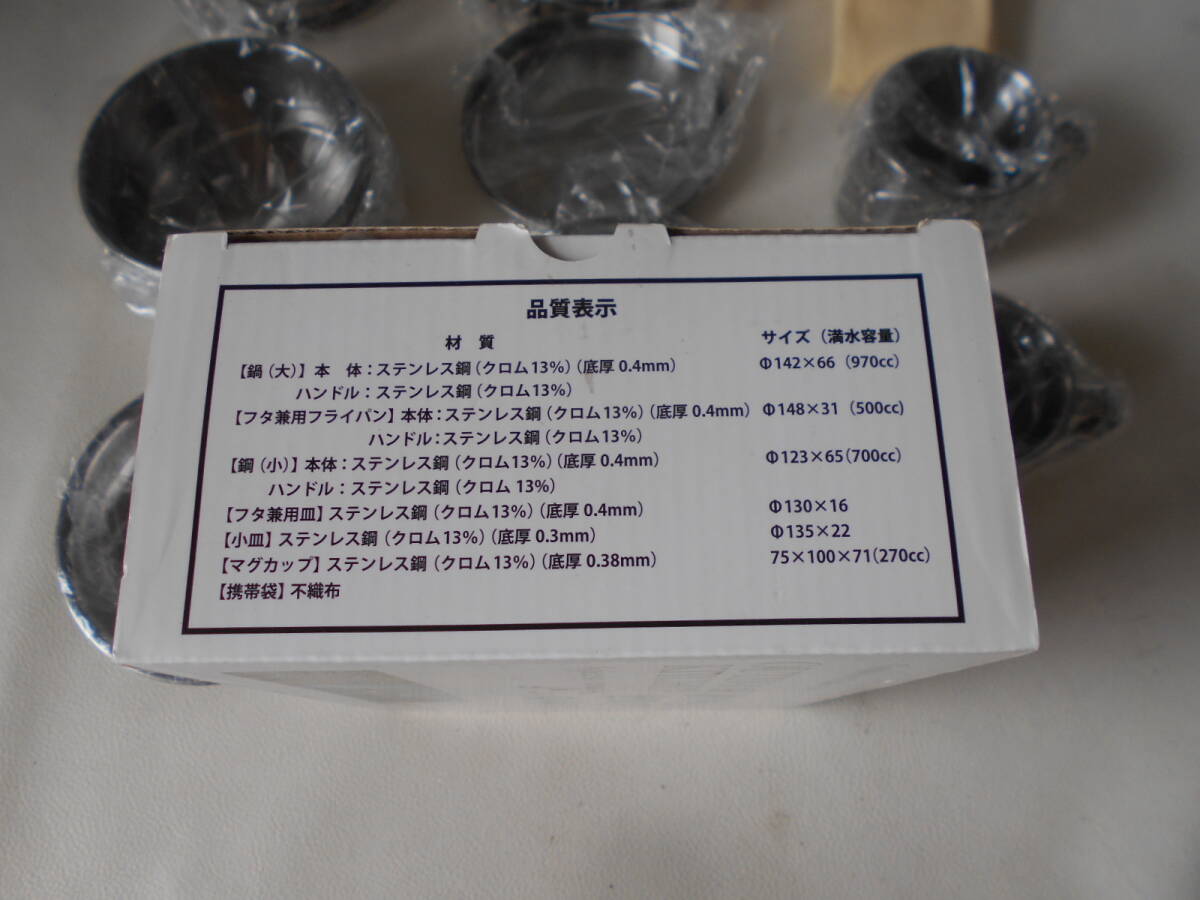 品質表示
材 質 サイズ（満水容量）
【鍋（大）】本 体：ステンレス鋼（クロム13%）（底厚0.4mm） Φ142×66（970cc）
ハンドル：ステンレス鋼（クロム13%）
【フタ兼用フライパン】本体：ステンレス鋼（クロム13%）（底厚0.4mm） Φ148×31（500cc)
ハンドル：ステンレス鋼（クロム13%）
【鋼（小）】本体：ステンレス鋼（クロム13%）（底厚0.4mm） Φ123×65（700cc）
ハンドル：ステンレス鋼（クロム13%）
【フタ兼用皿】ステンレス鋼（クロム13%）（底厚0.4mm） Φ130×16
【小皿】ステンレス鋼（クロム13%）（底厚0.3mm） Φ135×22
【マグカップ】ステンレス鋼（クロム13%）（底厚0.38mm） 75×100×71（270cc）
【携帯袋】不織布